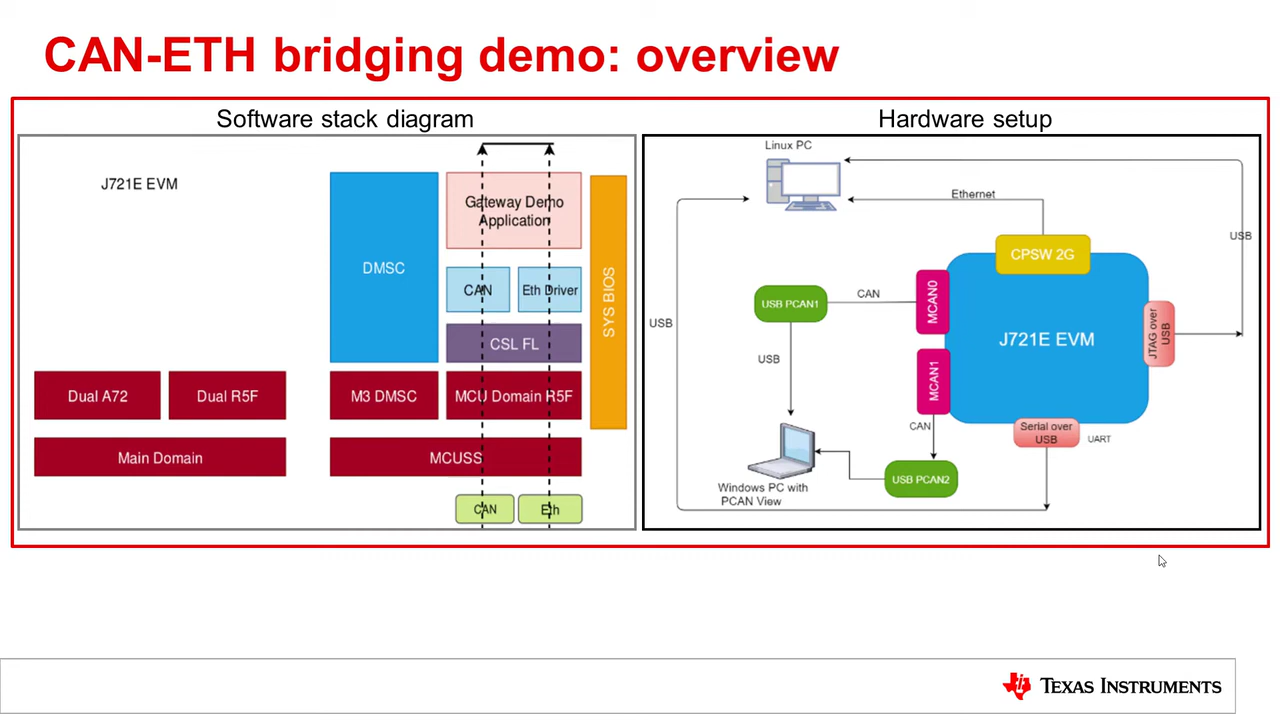 CAN-ETH bridging demo: overview
Software stack diagram
J721E EVM
DMSC
Gateway Demo
Application
CAN
Eth Driver
CSL FL
SYS BIOS
Dual A72
Dual R5F
M3 DMSC
MCU Domain R5F
Main Domain
MCUSS
CAN
Eth
Hardware setup
Linux PC
Ethernet
USB
CPSW 2G
USB PCAN1
CAN
MCAN0
USB
J721E EVM
JTAG over
USB
USB
MCAN1
CAN
Serial over
USB
UART
USB PCAN2
Windows PC with
PCAN View
TEXAS INSTRUMENTS